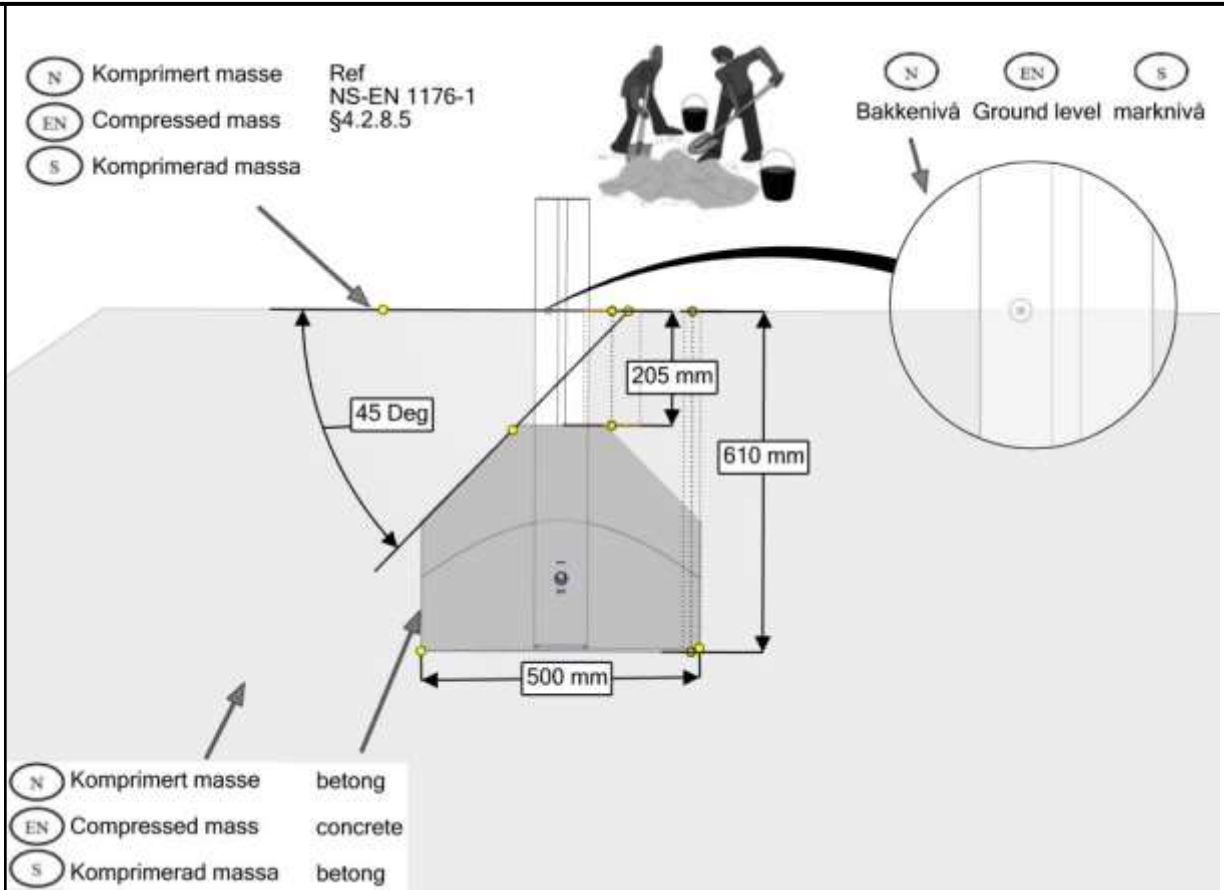 N Komprimert masse
EN Compressed mass
S Komprimerad massa
Ref
NS-EN 1176-1
§4.2.8.5
N EN S
Bakkenivå Ground level marknivå
45 Deg
205 mm
610 mm
500 mm
N Komprimert masse betong
EN Compressed mass concrete
S Komprimerad massa betong